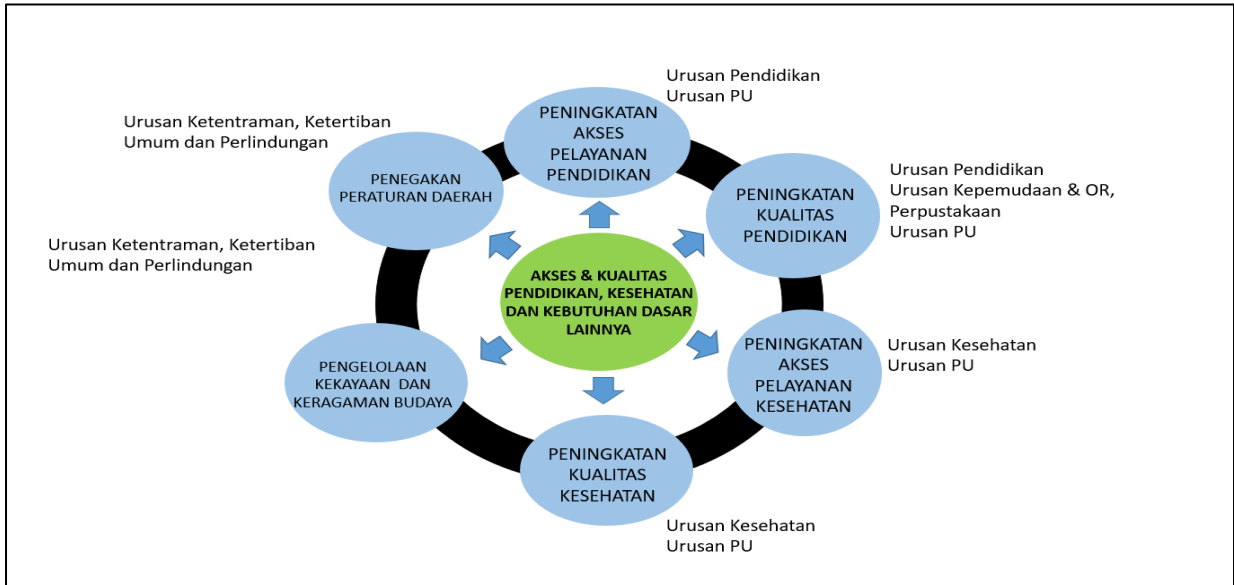 Urusan Pendidikan
Urusan PU
PENINGKATAN
AKSES
PELAYANAN
PENDIDIKAN
Urusan Ketentraman, Ketertiban
Umum dan Perlindungan
PENEGAKAN
PERATURAN DAERAH
Urusan Pendidikan
Urusan Kepemudaan & OR,
Perpustakaan
Urusan PU
PENINGKATAN
KUALITAS
PENDIDIKAN
Urusan Ketentraman, Ketertiban
Umum dan Perlindungan
AKSES & KUALITAS
PENDIDIKAN, KESEHATAN
DAN KEBUTUHAN DASAR
LAINNYA
PENINGKATAN
AKSES
PELAYANAN
KESEHATAN
Urusan Kesehatan
Urusan PU
PENGELOLAAN
KEKAYAAN DAN
KERAGAMAN BUDAYA
PENINGKATAN
KUALITAS
KESEHATAN
Urusan Kesehatan
Urusan PU